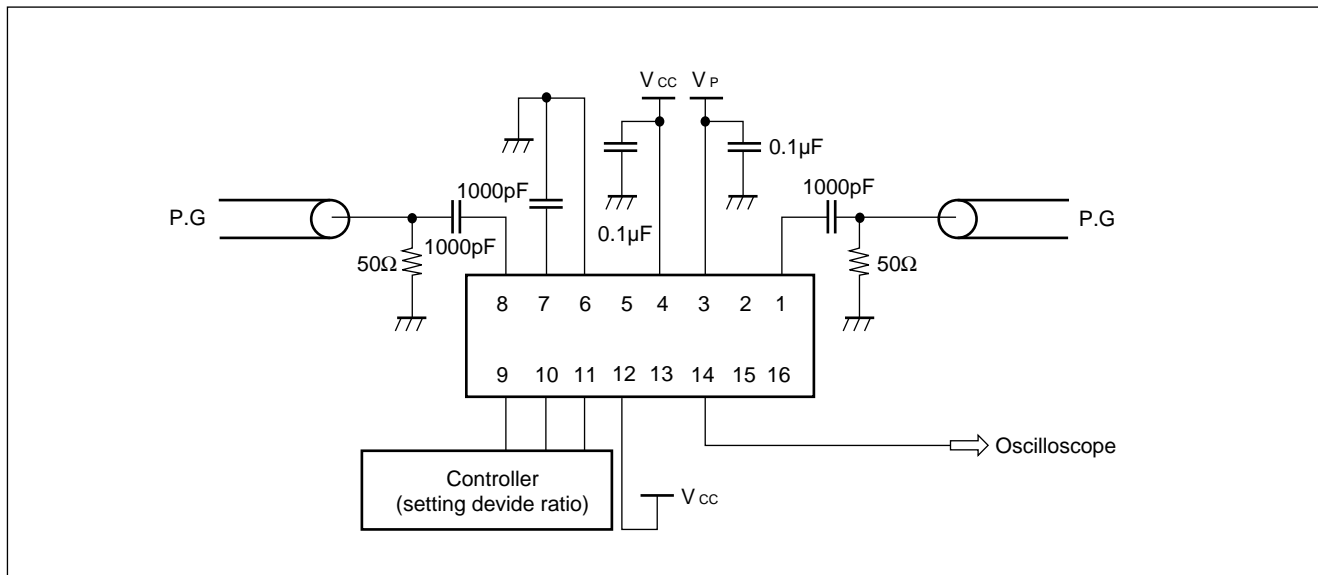 V CC V P
0.1µF
1000pF 1000pF
P.G P.G
1000pF 0.1µF
50Ω 50Ω
8 7 6 5 4 3 2 1
9 10 11 12 13 14 15 16
Oscilloscope
Controller
(setting devide ratio)
V CC